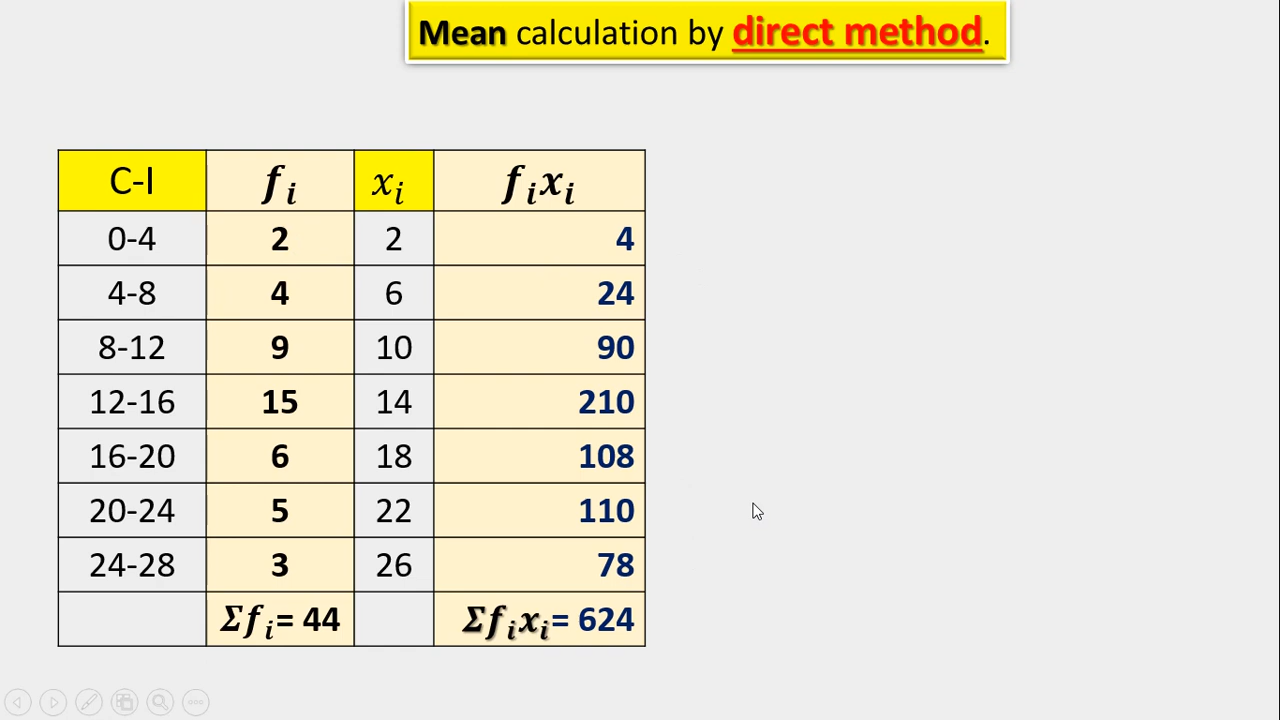 Mean calculation by direct method.
C-I fᵢ xᵢ fᵢxᵢ
0-4 2 2 4
4-8 4 6 24
8-12 9 10 90
12-16 15 14 210
16-20 6 18 108
20-24 5 22 110
24-28 3 26 78
Σfᵢ= 44 Σfᵢxᵢ= 624